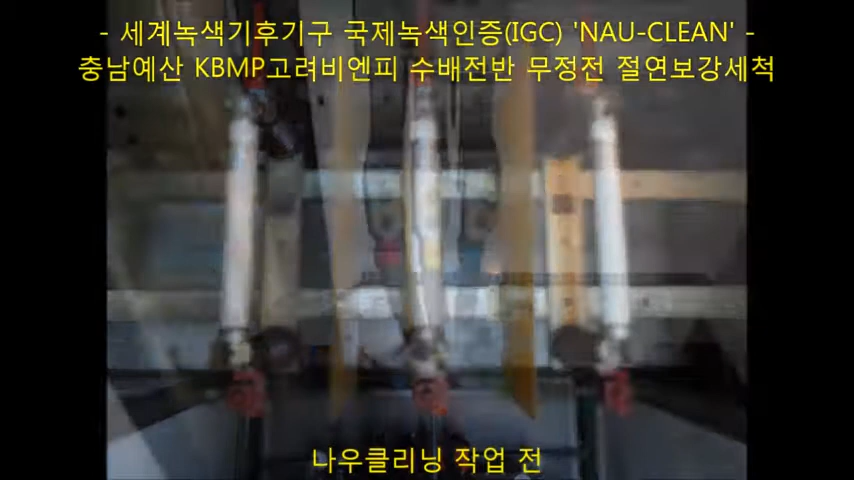 - 세계녹색기후기구 국제녹색인증(IGC) 'NAU-CLEAN' -
충남예산 KBMP고려비엔피 수배전반 무정전 절연보강세척
나우클리닝 작업 전